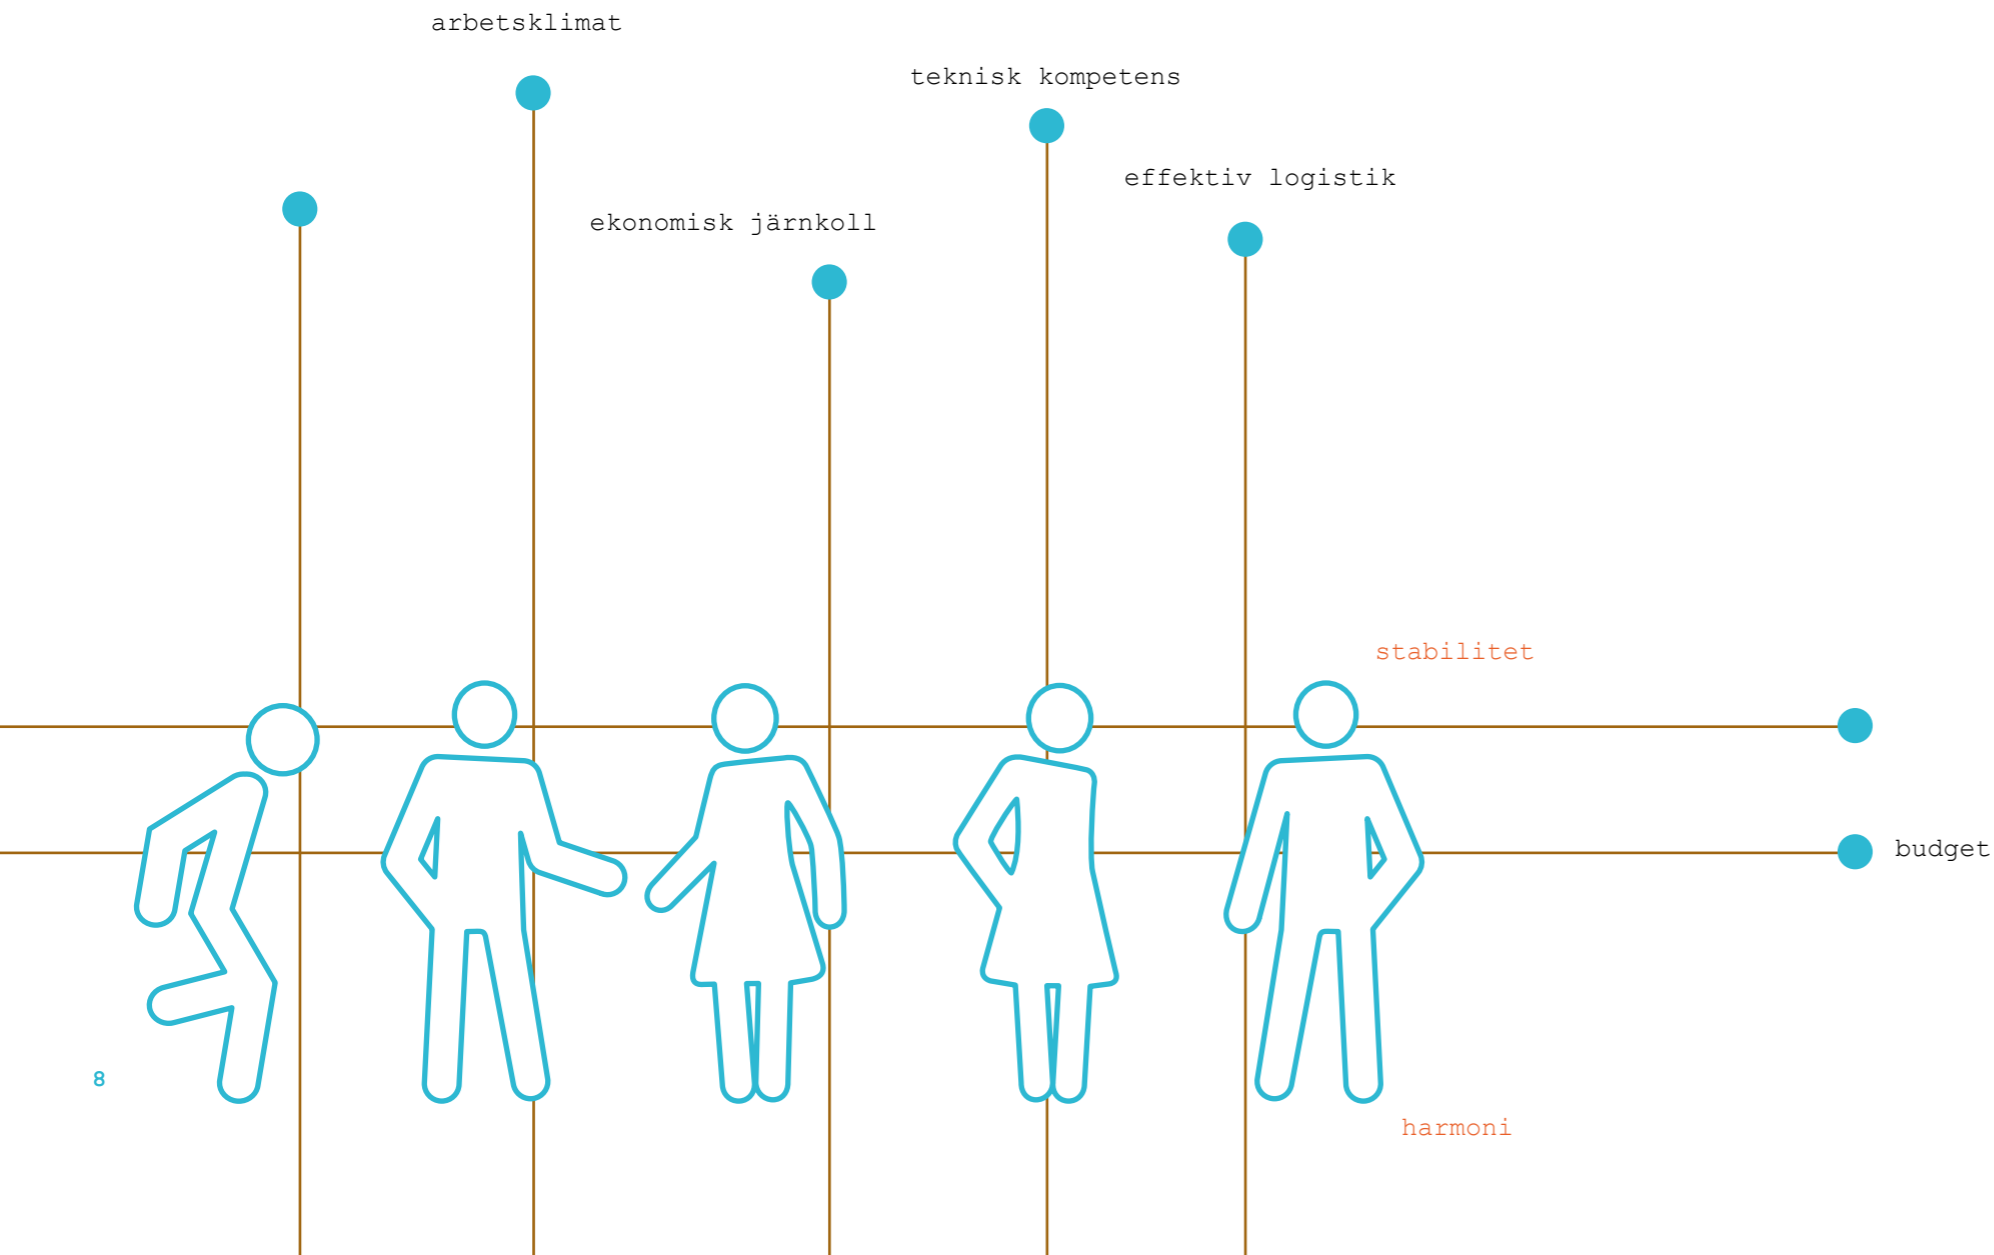 arbetsklimat
teknisk kompetens
effektiv logistik
ekonomisk järnkoll
stabilitet
budget
8
harmoni